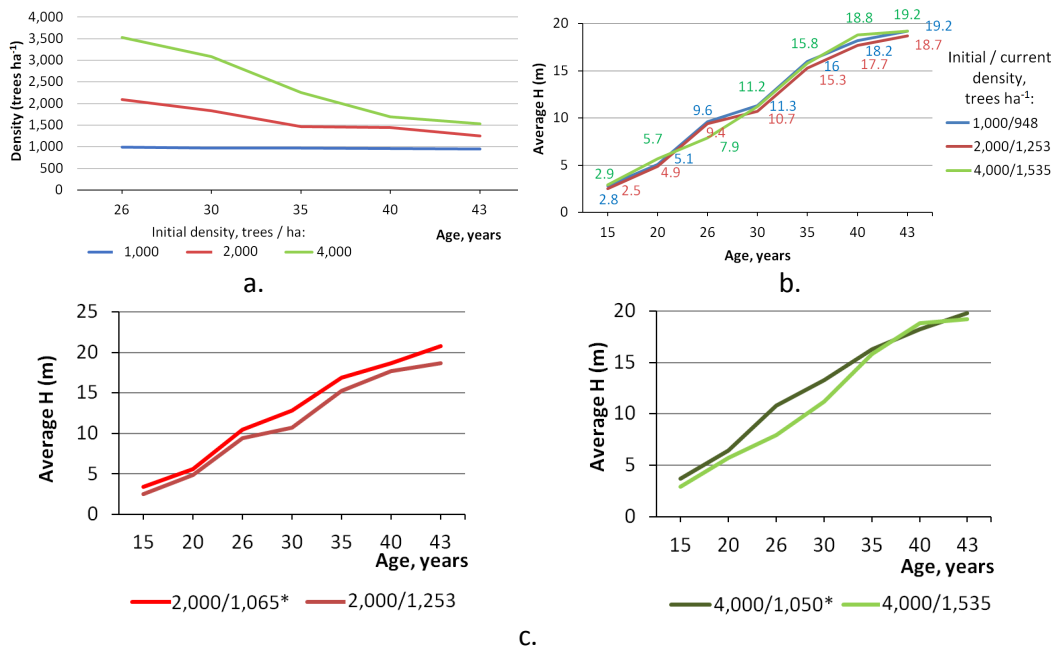 4,000
3,500
3,000
2,500
2,000
1,500
1,000
500
0
Density (trees ha⁻¹)
26 30 35 40 43
Initial density, trees / ha:
Age, years
1,000 2,000 4,000
a.
20
15
10
5
0
Average H (m)
2.9
2.5
2.8
5.7
5.1
4.9
9.6
9.4
7.9
11.2
11.3
10.7
15.8
16
15.3
18.8
18.2
17.7
19.2
19.2
18.7
15 20 26 30 35 40 43
Age, years
Initial / current
density,
trees ha⁻¹:
1,000/948
2,000/1,253
4,000/1,535
b.
25
20
15
10
5
0
Average H (m)
15 20 26 30 35 40 43
Age, years
2,000/1,065* 2,000/1,253
20
15
10
5
0
Average H (m)
15 20 26 30 35 40 43
Age, years
4,000/1,050* 4,000/1,535
c.